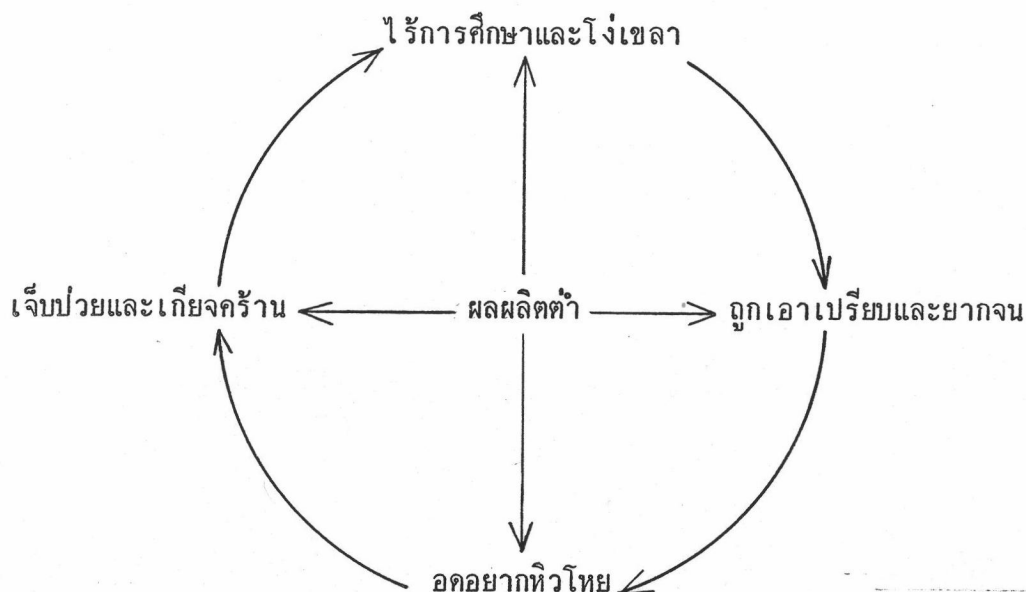 ไร้การศึกษาและโง่เขลา
เจ็บป่วยและเกียจคร้าน ผลผลิตต่ำ ถูกเอาเปรียบและยากจน
อดอยากหิวโหย